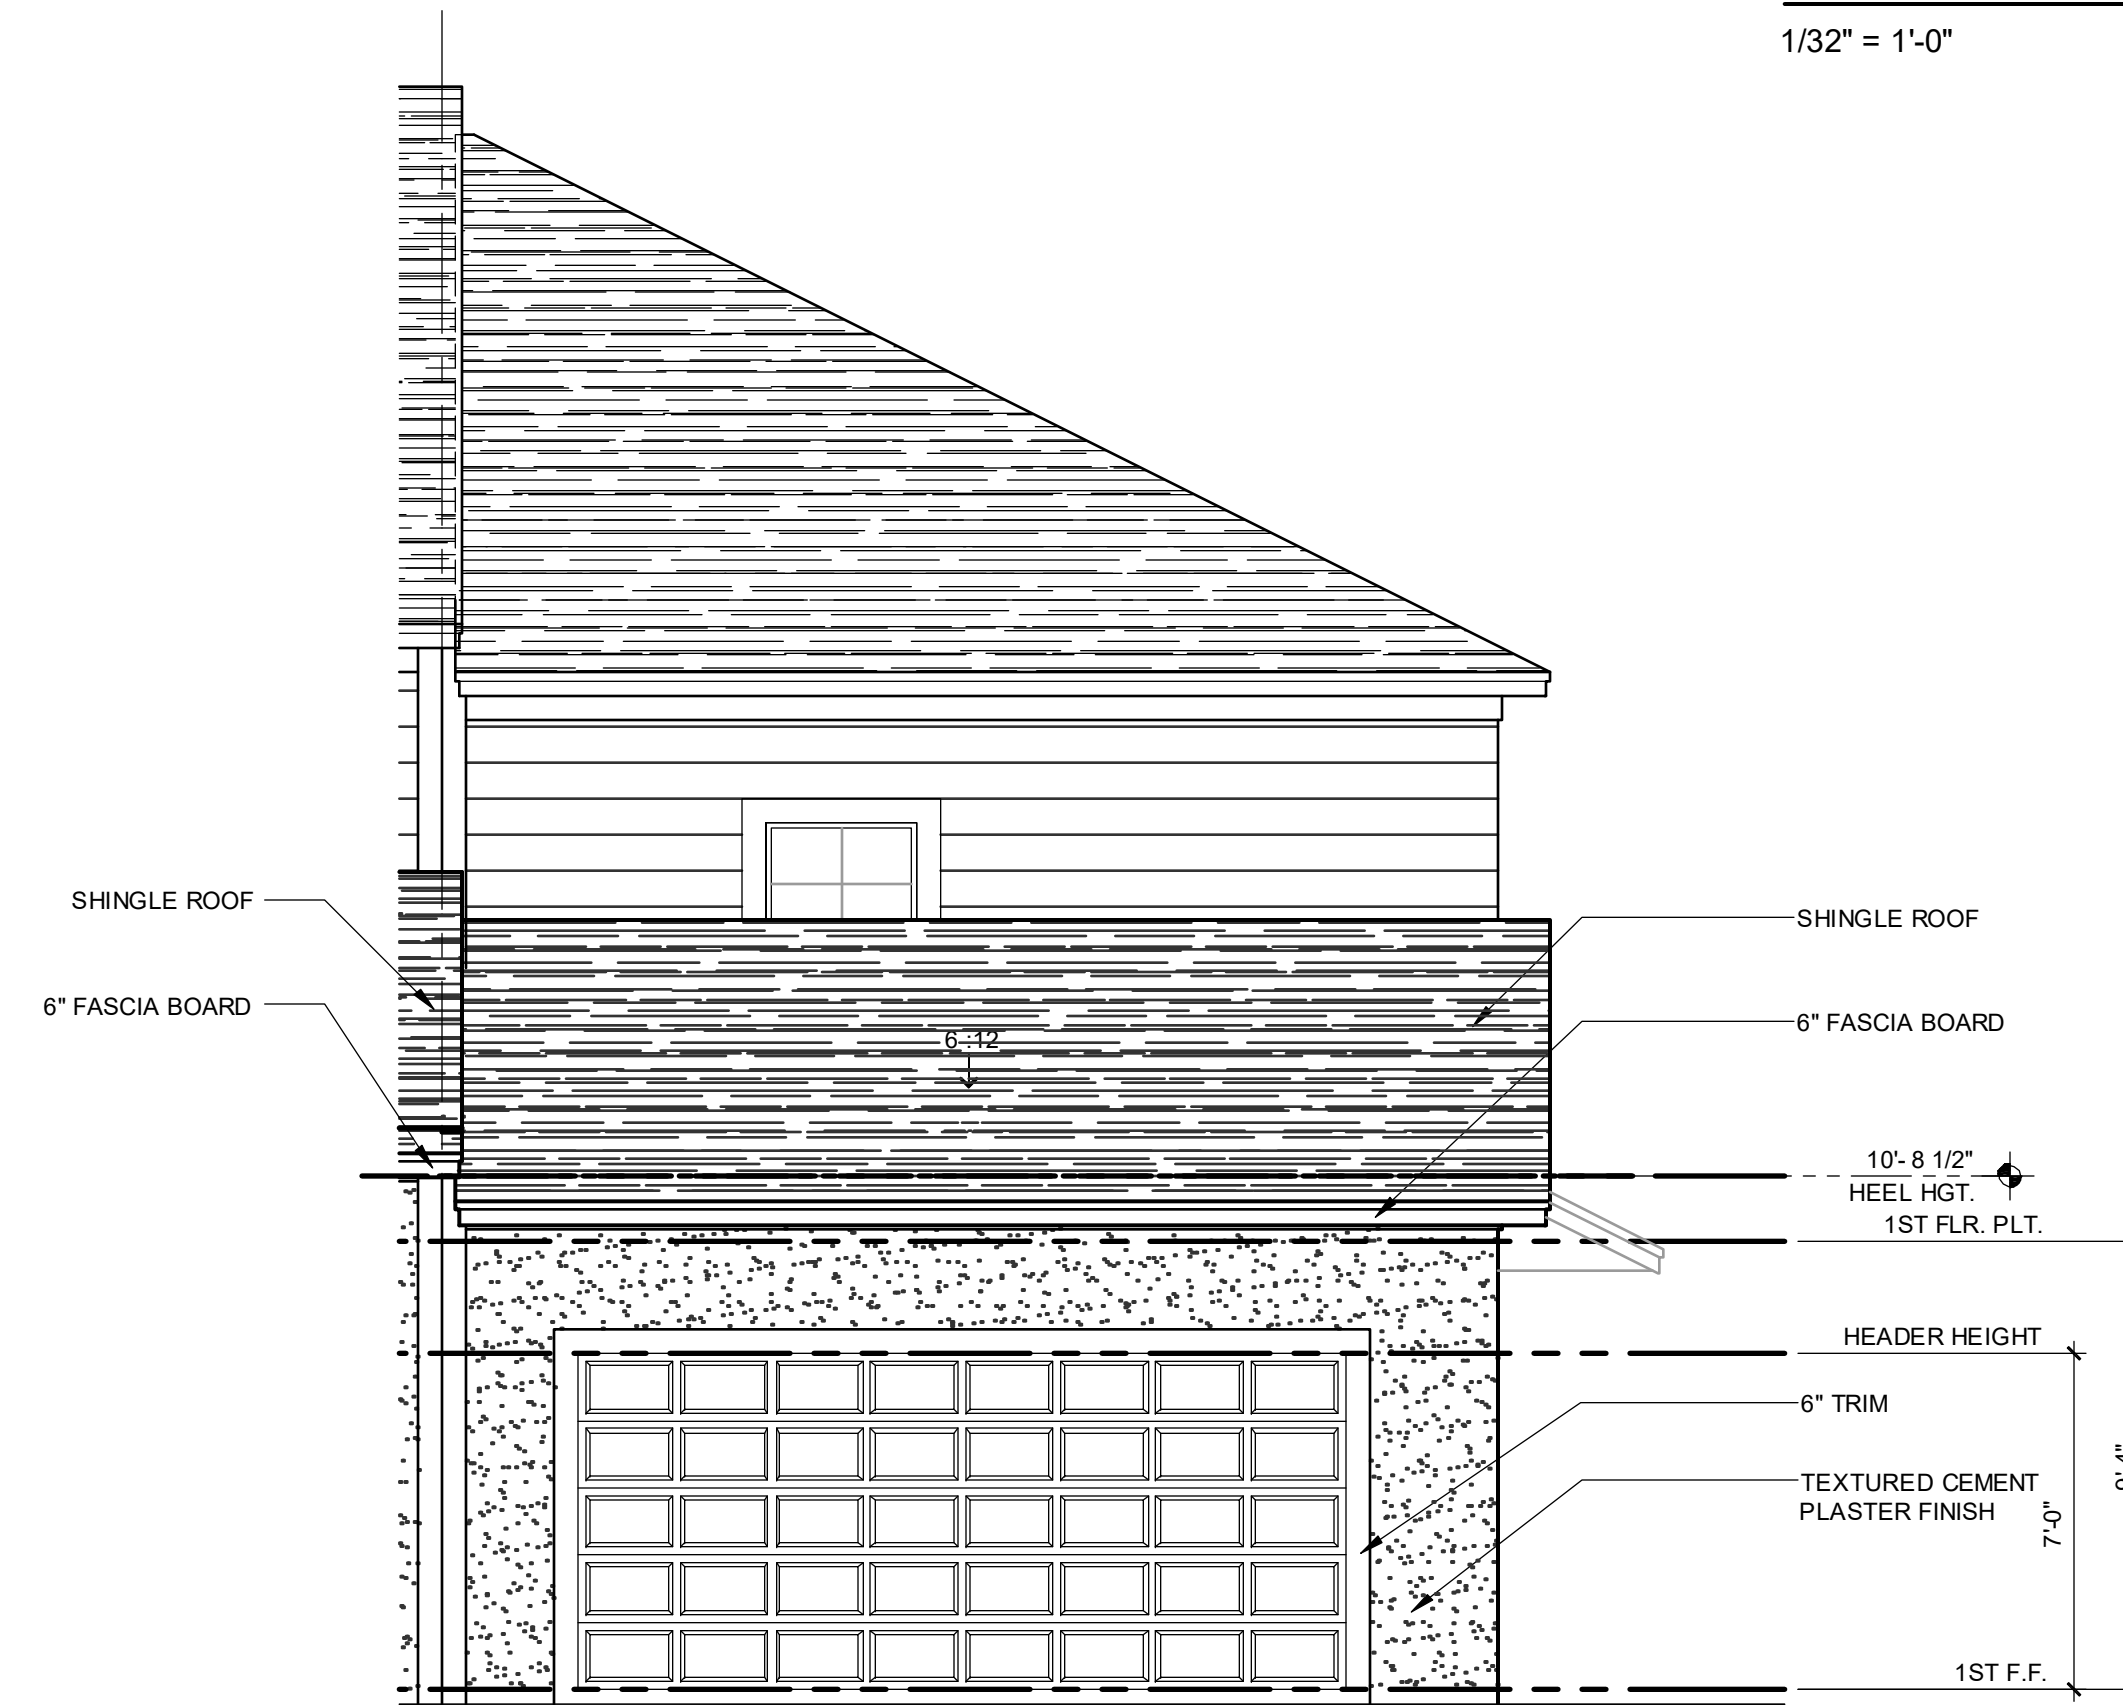 1/32" = 1'-0"
SHINGLE ROOF
6" FASCIA BOARD
6 :12
SHINGLE ROOF
6" FASCIA BOARD
10'- 8 1/2"
HEEL HGT.
1ST FLR. PLT.
HEADER HEIGHT
6" TRIM
TEXTURED CEMENT
PLASTER FINISH
7'-0"
1ST F.F.